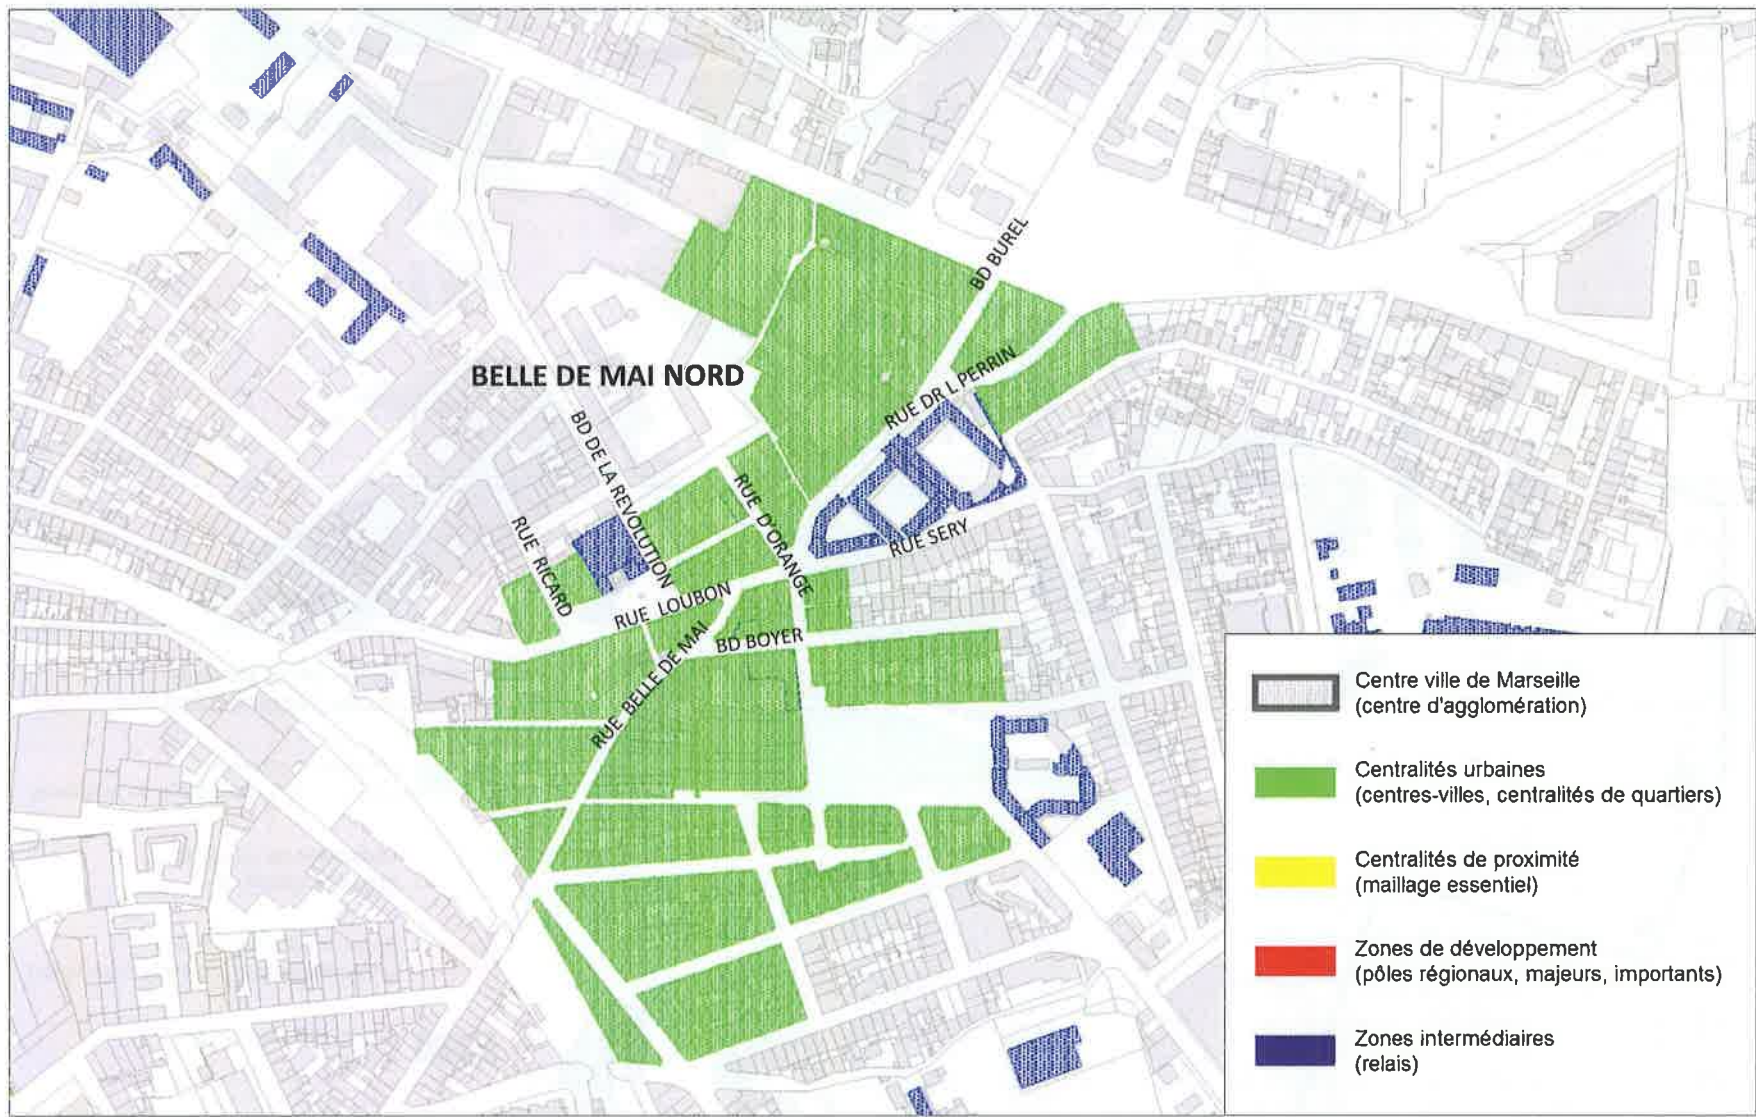 BD BUREL
RUE DR L PERRIN
BELLE DE MAI NORD
BD DE LA REVOLUTION
RUE D'ORANGE
RUE RICARD
RUE SERY
RUE LOUBON
BD BOYER
RUE BELLE DE MAI
Centre ville de Marseille
(centre d'agglomération)
Centralités urbaines
(centres-villes, centralités de quartiers)
Centralités de proximité
(maillage essentiel)
Zones de développement
(pôles régionaux, majeurs, importants)
Zones intermédiaires
(relais)